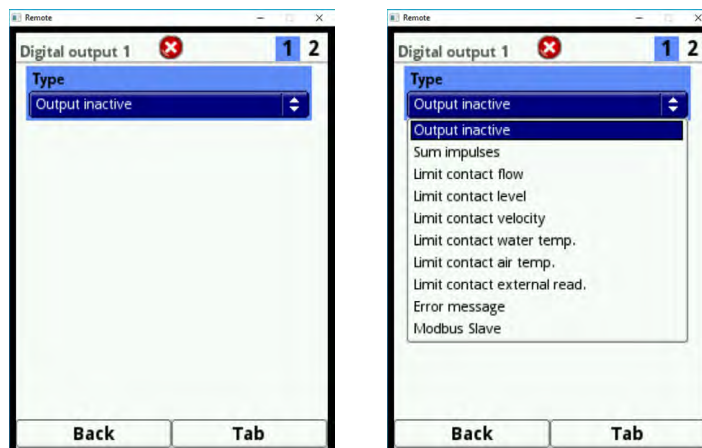 Remote
Digital output 1
1 2
Type
Output inactive
Back
Tab
Remote
Digital output 1
1 2
Type
Output inactive
Output inactive
Sum impulses
Limit contact flow
Limit contact level
Limit contact velocity
Limit contact water temp.
Limit contact air temp.
Limit contact external read.
Error message
Modbus Slave
Back
Tab